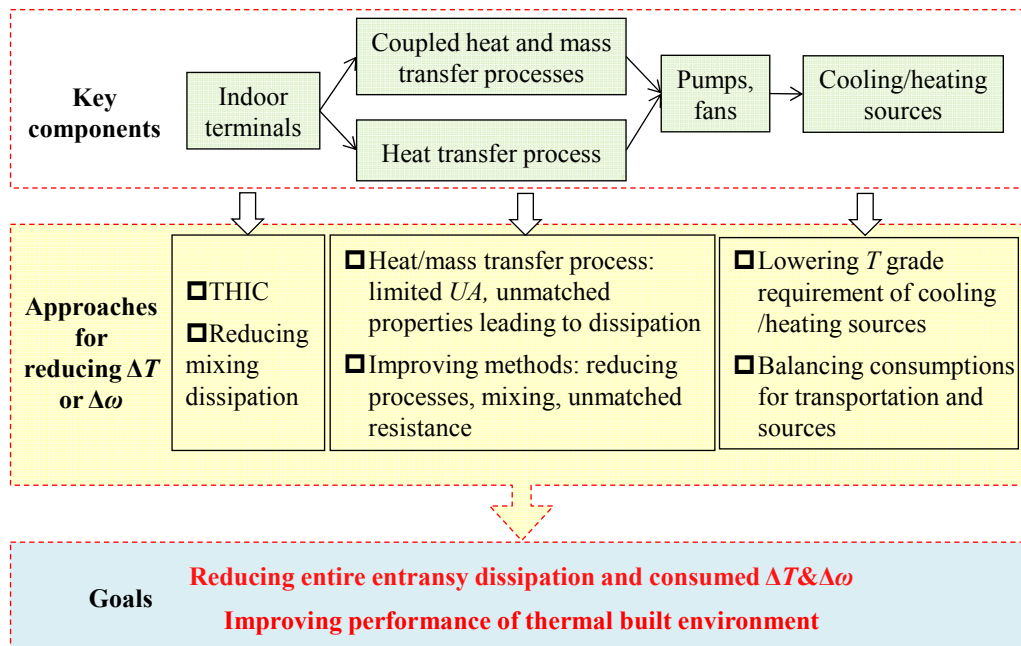 Key
components
Indoor
terminals
Coupled heat and mass
transfer processes
Heat transfer process
Pumps,
fans
Cooling/heating
sources
Approaches
for
reducing ΔT
or Δω
THIC
Reducing
mixing
dissipation
Heat/mass transfer process:
limited UA, unmatched
properties leading to dissipation
Improving methods: reducing
processes, mixing, unmatched
resistance
Lowering T grade
requirement of cooling
/heating sources
Balancing consumptions
for transportation and
sources
Goals
Reducing entire entransy dissipation and consumed ΔT&Δω
Improving performance of thermal built environment